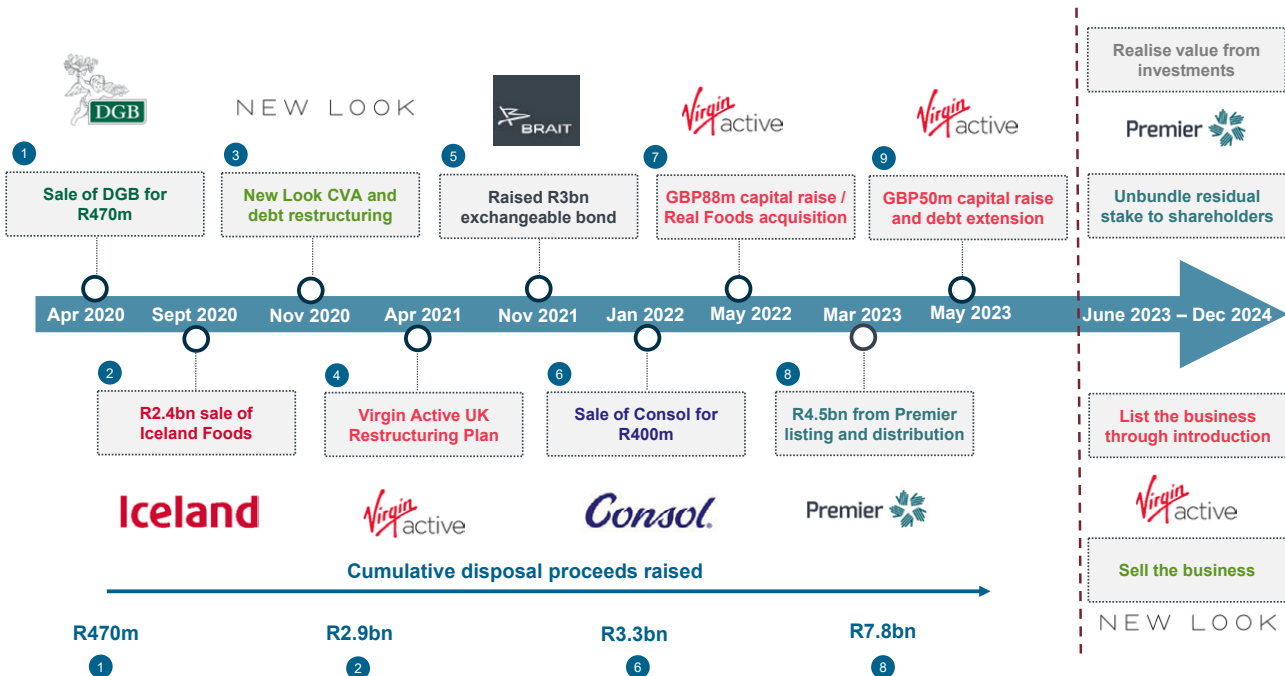 DGB
NEW LOOK
BRAIT
Virgin
active
Virgin
active
1
Sale of DGB for
R470m
3
New Look CVA and
debt restructuring
5
Raised R3bn
exchangeable bond
7
GBP88m capital raise /
Real Foods acquisition
9
GBP50m capital raise
and debt extension
Apr 2020
Sept 2020
Nov 2020
Apr 2021
Nov 2021
Jan 2022
May 2022
Mar 2023
May 2023
June 2023 – Dec 2024
2
R2.4bn sale of
Iceland Foods
4
Virgin Active UK
Restructuring Plan
6
Sale of Consol for
R400m
8
R4.5bn from Premier
listing and distribution
Iceland
Virgin
active
Consol.
Premier
Cumulative disposal proceeds raised
R470m
R2.9bn
R3.3bn
R7.8bn
1
2
6
8
Realise value from
investments
Premier
Unbundle residual
stake to shareholders
List the business
through introduction
Virgin
active
Sell the business
NEW LOOK